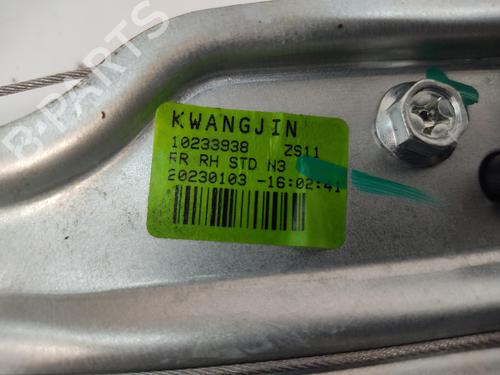 B-PARTS
KWANGJIN
10233938 ZS11
RR RH STD N3
20230103 -16:02:41